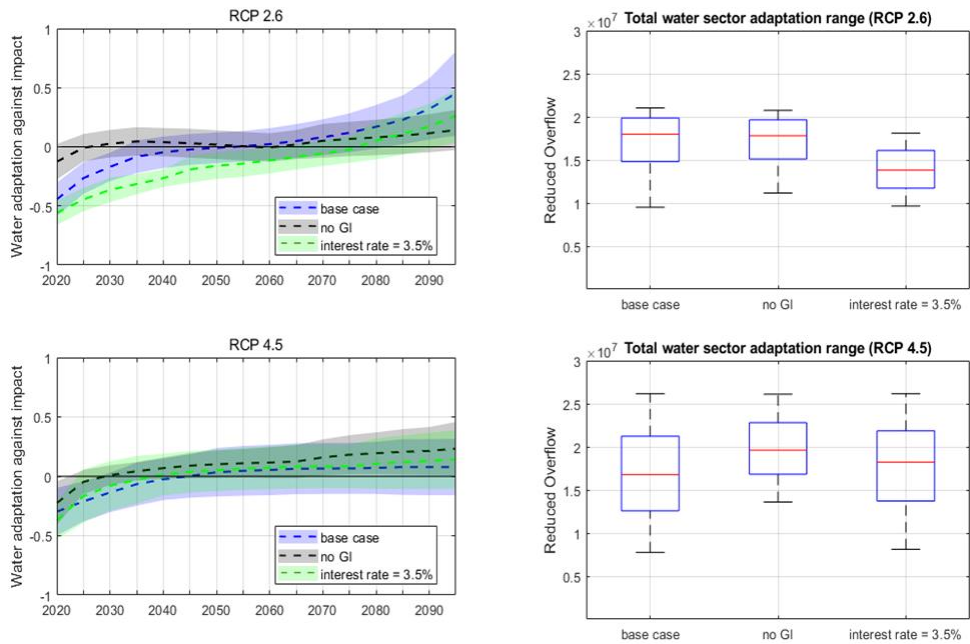 RCP 2.6
Water adaptation against impact
1
0.5
0
-0.5
-1
base case
no GI
interest rate = 3.5%
2020 2030 2040 2050 2060 2070 2080 2090
×10⁷ Total water sector adaptation range (RCP 2.6)
Reduced Overflow
3
2.5
2
1.5
1
0.5
base case no GI interest rate = 3.5%
RCP 4.5
Water adaptation against impact
1
0.5
0
-0.5
-1
base case
no GI
interest rate = 3.5%
2020 2030 2040 2050 2060 2070 2080 2090
×10⁷ Total water sector adaptation range (RCP 4.5)
Reduced Overflow
3
2.5
2
1.5
1
0.5
base case no GI interest rate = 3.5%